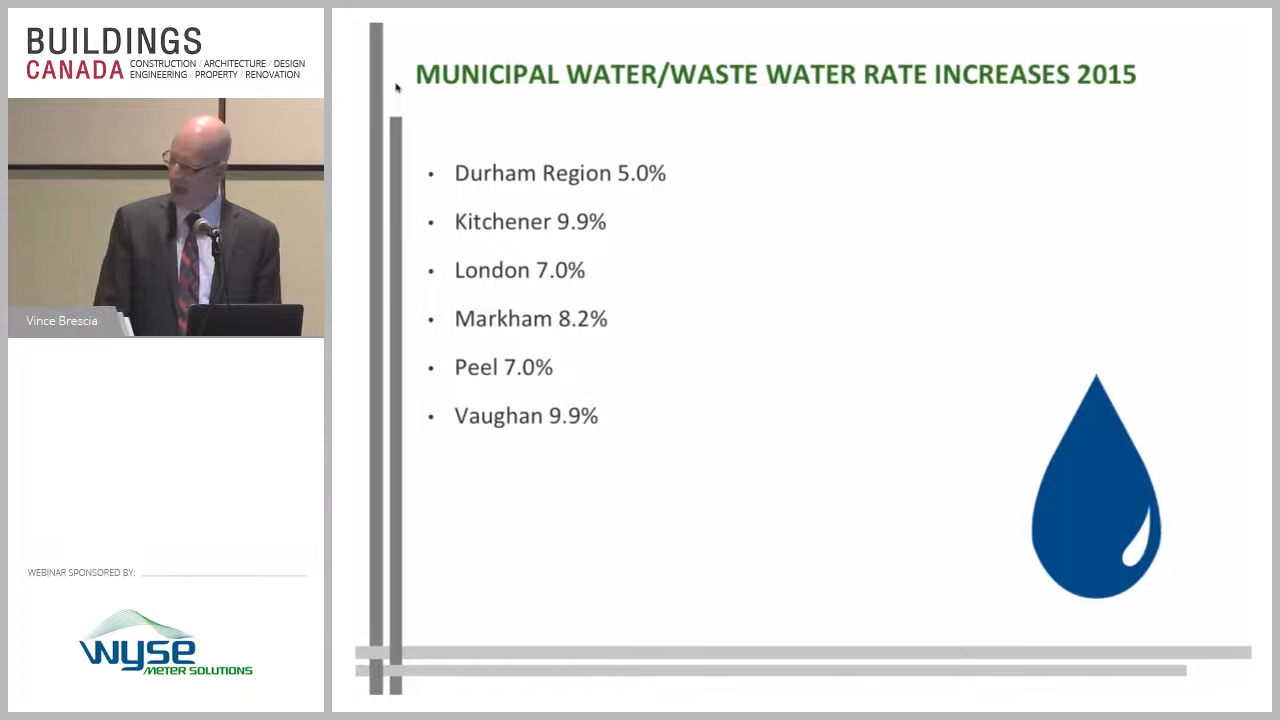 BUILDINGS
CANADA CONSTRUCTION / ARCHITECTURE / DESIGN
ENGINEERING / PROPERTY / RENOVATION
Vince Brescia
WEBINAR SPONSORED BY:
wyse
METER SOLUTIONS
MUNICIPAL WATER/WASTE WATER RATE INCREASES 2015
• Durham Region 5.0%
• Kitchener 9.9%
• London 7.0%
• Markham 8.2%
• Peel 7.0%
• Vaughan 9.9%